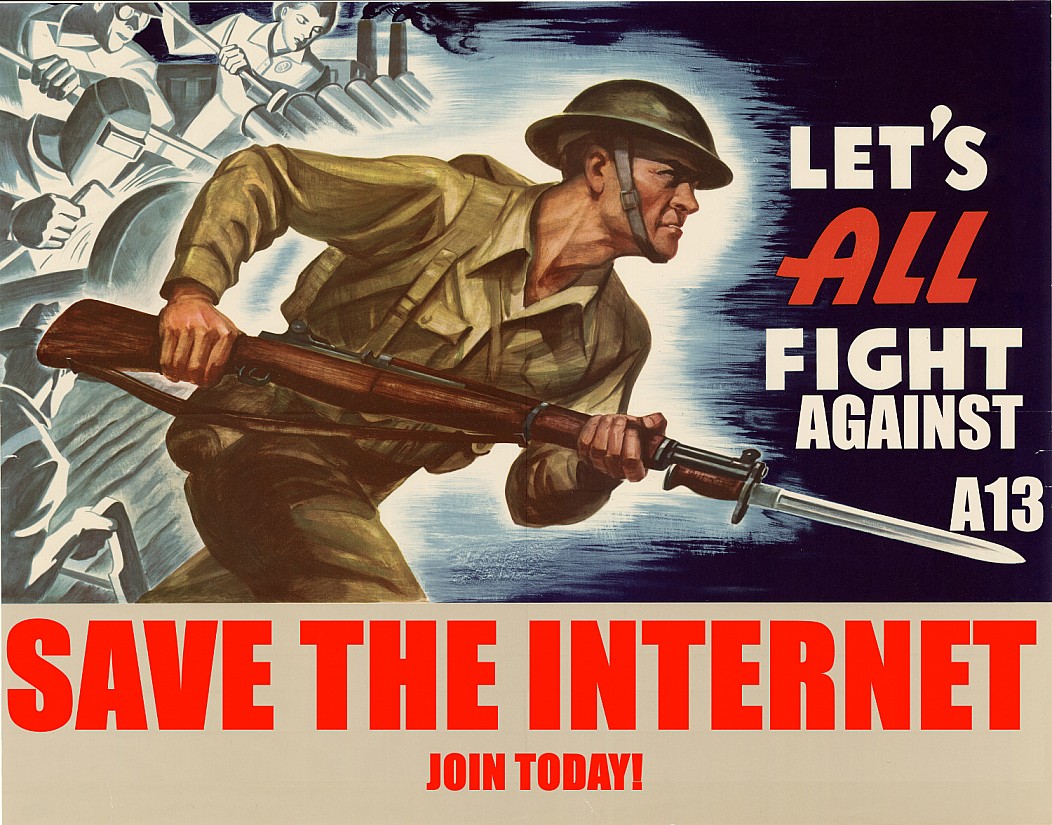 LET'S
ALL
FIGHT
AGAINST
A13
SAVE THE INTERNET
JOIN TODAY!